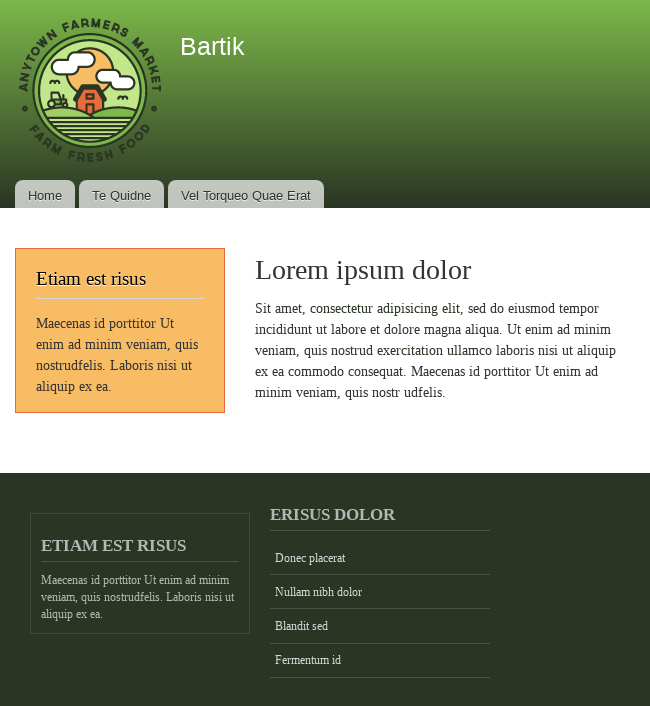 ANYTOWN FARMERS MARKET
FARM FRESH FOOD
Bartik
Home
Te Quidne
Vel Torqueo Quae Erat
Etiam est risus
Maecenas id porttitor Ut
enim ad minim veniam, quis
nostrudfelis. Laboris nisi ut
aliquip ex ea.
Lorem ipsum dolor
Sit amet, consectetur adipisicing elit, sed do eiusmod tempor
incididunt ut labore et dolore magna aliqua. Ut enim ad minim
veniam, quis nostrud exercitation ullamco laboris nisi ut aliquip
ex ea commodo consequat. Maecenas id porttitor Ut enim ad
minim veniam, quis nostr udfelis.
ETIAM EST RISUS
Maecenas id porttitor Ut enim ad minim
veniam, quis nostrudfelis. Laboris nisi ut
aliquip ex ea.
ERISUS DOLOR
Donec placerat
Nullam nibh dolor
Blandit sed
Fermentum id